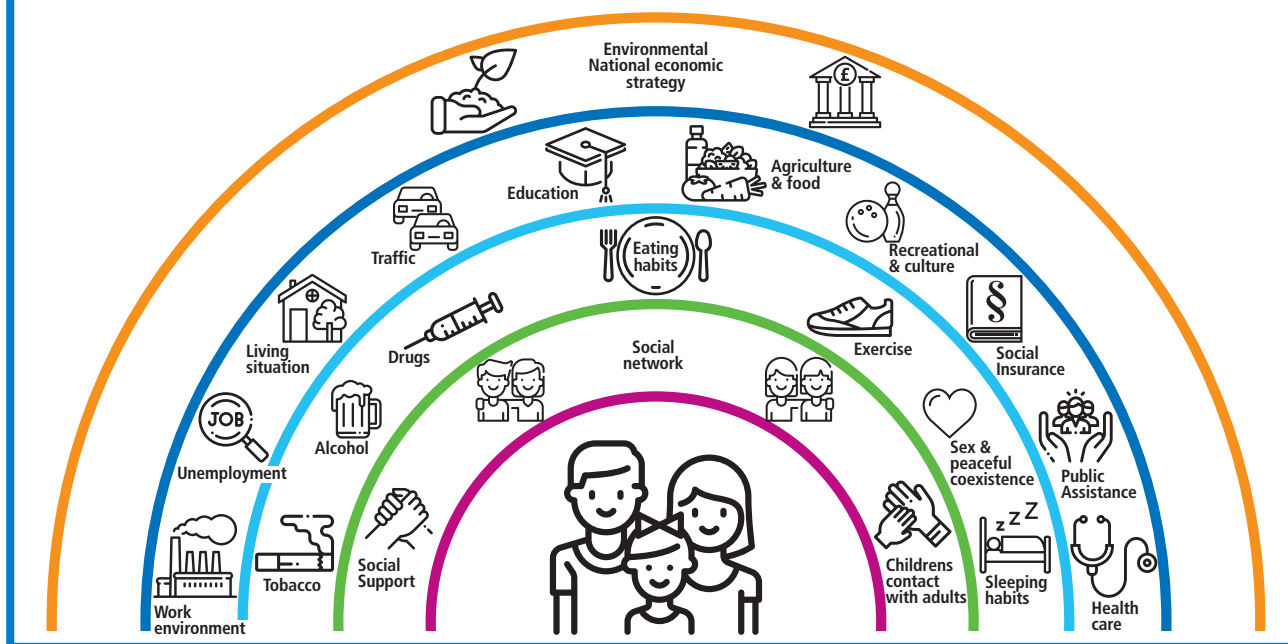 Environmental
National economic
strategy
£
Education
Agriculture
& food
Traffic
Eating
habits
Recreational
& culture
Living
situation
Drugs
Social
network
Exercise
§
Social
Insurance
JOB
Unemployment
Alcohol
Sex &
peaceful
coexistence
Public
Assistance
Work
environment
Tobacco
Social
Support
Childrens
contact
with adults
z z Z
Sleeping
habits
Health
care